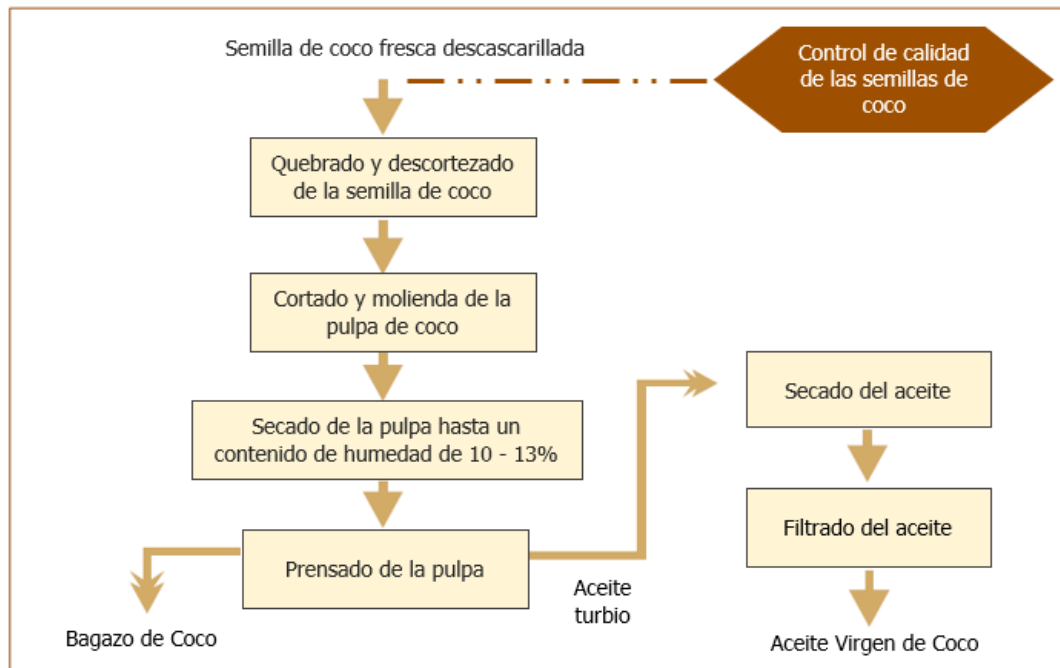 Semilla de coco fresca descascarillada
Control de calidad
de las semillas de
coco
Quebrado y descortezado
de la semilla de coco
Cortado y molienda de la
pulpa de coco
Secado de la pulpa hasta un
contenido de humedad de 10 - 13%
Prensado de la pulpa
Bagazo de Coco
Aceite
turbio
Secado del aceite
Filtrado del aceite
Aceite Virgen de Coco